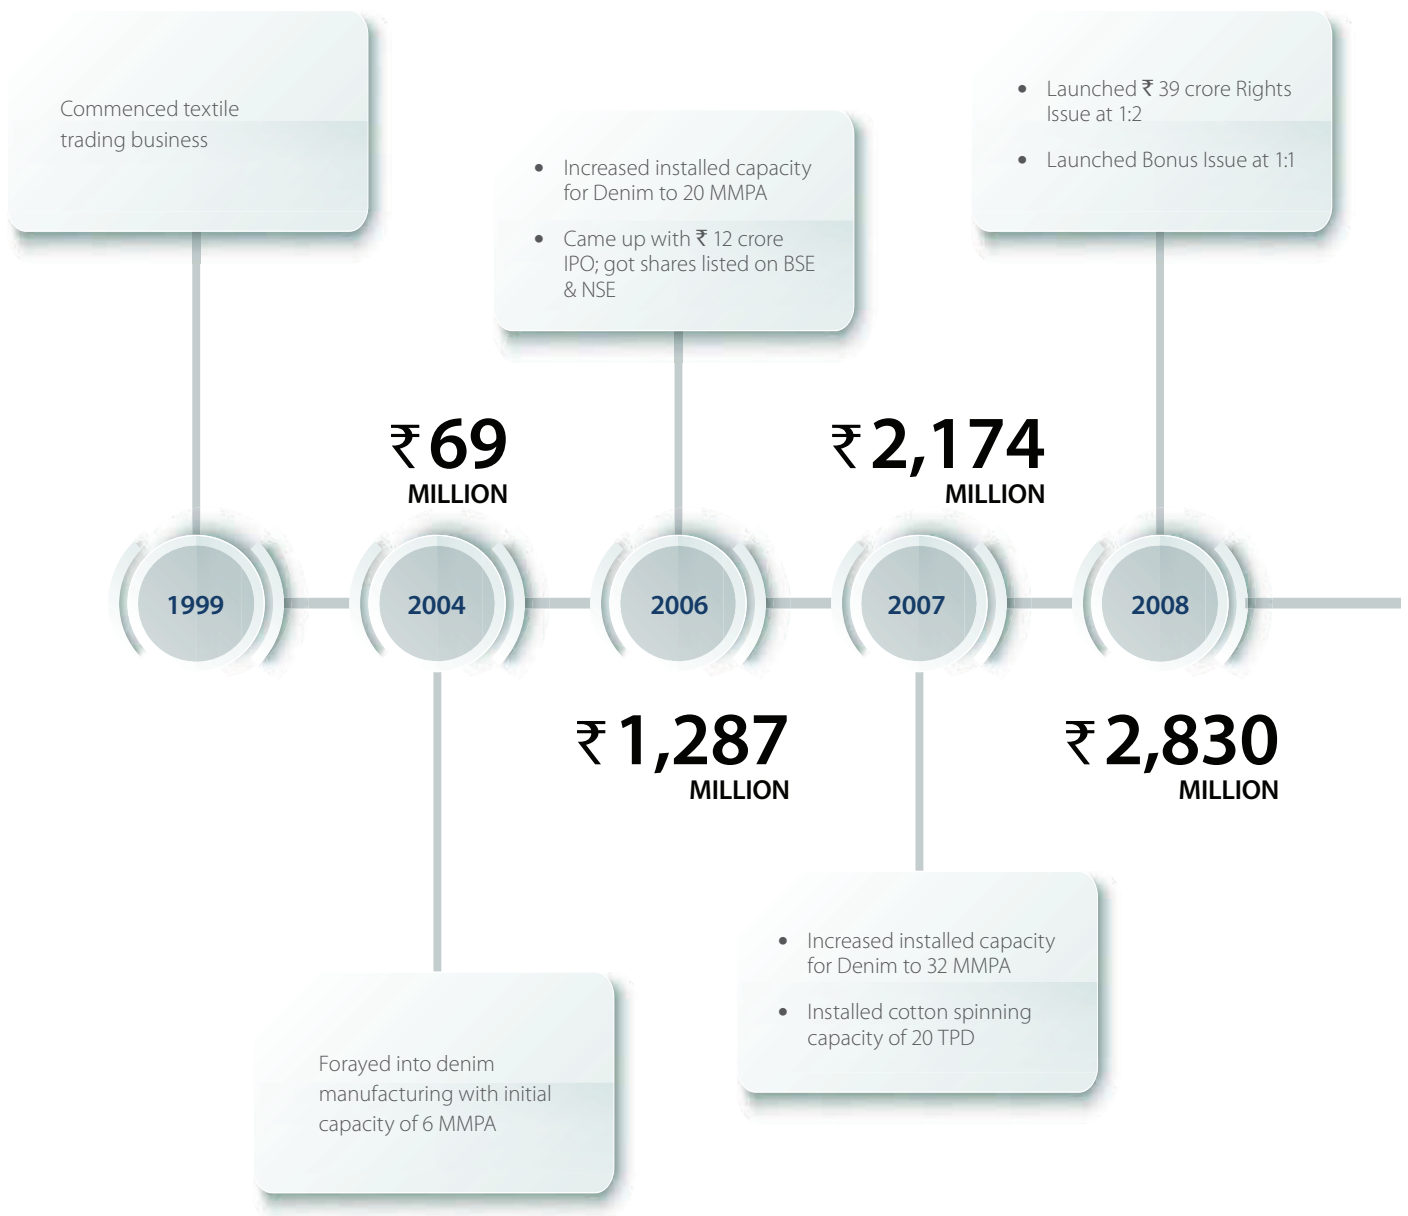 Commenced textile
trading business
• Increased installed capacity
for Denim to 20 MMPA
• Came up with ₹ 12 crore
IPO; got shares listed on BSE
& NSE
• Launched ₹ 39 crore Rights
Issue at 1:2
• Launched Bonus Issue at 1:1
₹ 69
MILLION
₹ 2,174
MILLION
1999
2004
2006
2007
2008
₹ 1,287
MILLION
₹ 2,830
MILLION
Forayed into denim
manufacturing with initial
capacity of 6 MMPA
• Increased installed capacity
for Denim to 32 MMPA
• Installed cotton spinning
capacity of 20 TPD